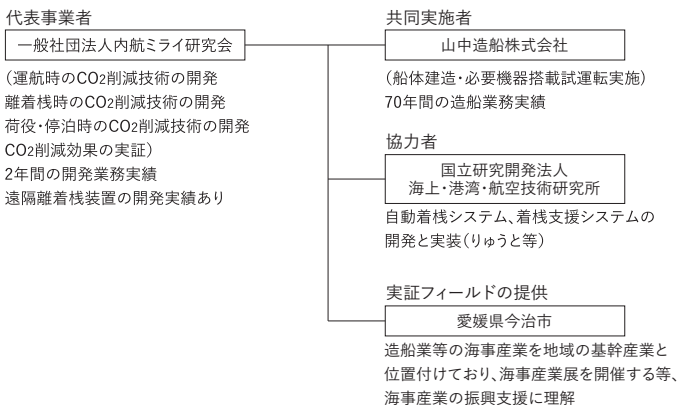 代表事業者
一般社団法人内航ミライ研究会
（運航時のCO2削減技術の開発
離着桟時のCO2削減技術の開発
荷役・停泊時のCO2削減技術の開発
CO2削減効果の実証）
2年間の開発業務実績
遠隔離着桟装置の開発実績あり
共同実施者
山中造船株式会社
（船体建造・必要機器搭載試運転実施）
70年間の造船業務実績
協力者
国立研究開発法人
海上・港湾・航空技術研究所
自動着桟システム、着桟支援システムの
開発と実装（りゅうと等）
実証フィールドの提供
愛媛県今治市
造船業等の海事産業を地域の基幹産業と
位置付けており、海事産業展を開催する等、
海事産業の振興支援に理解